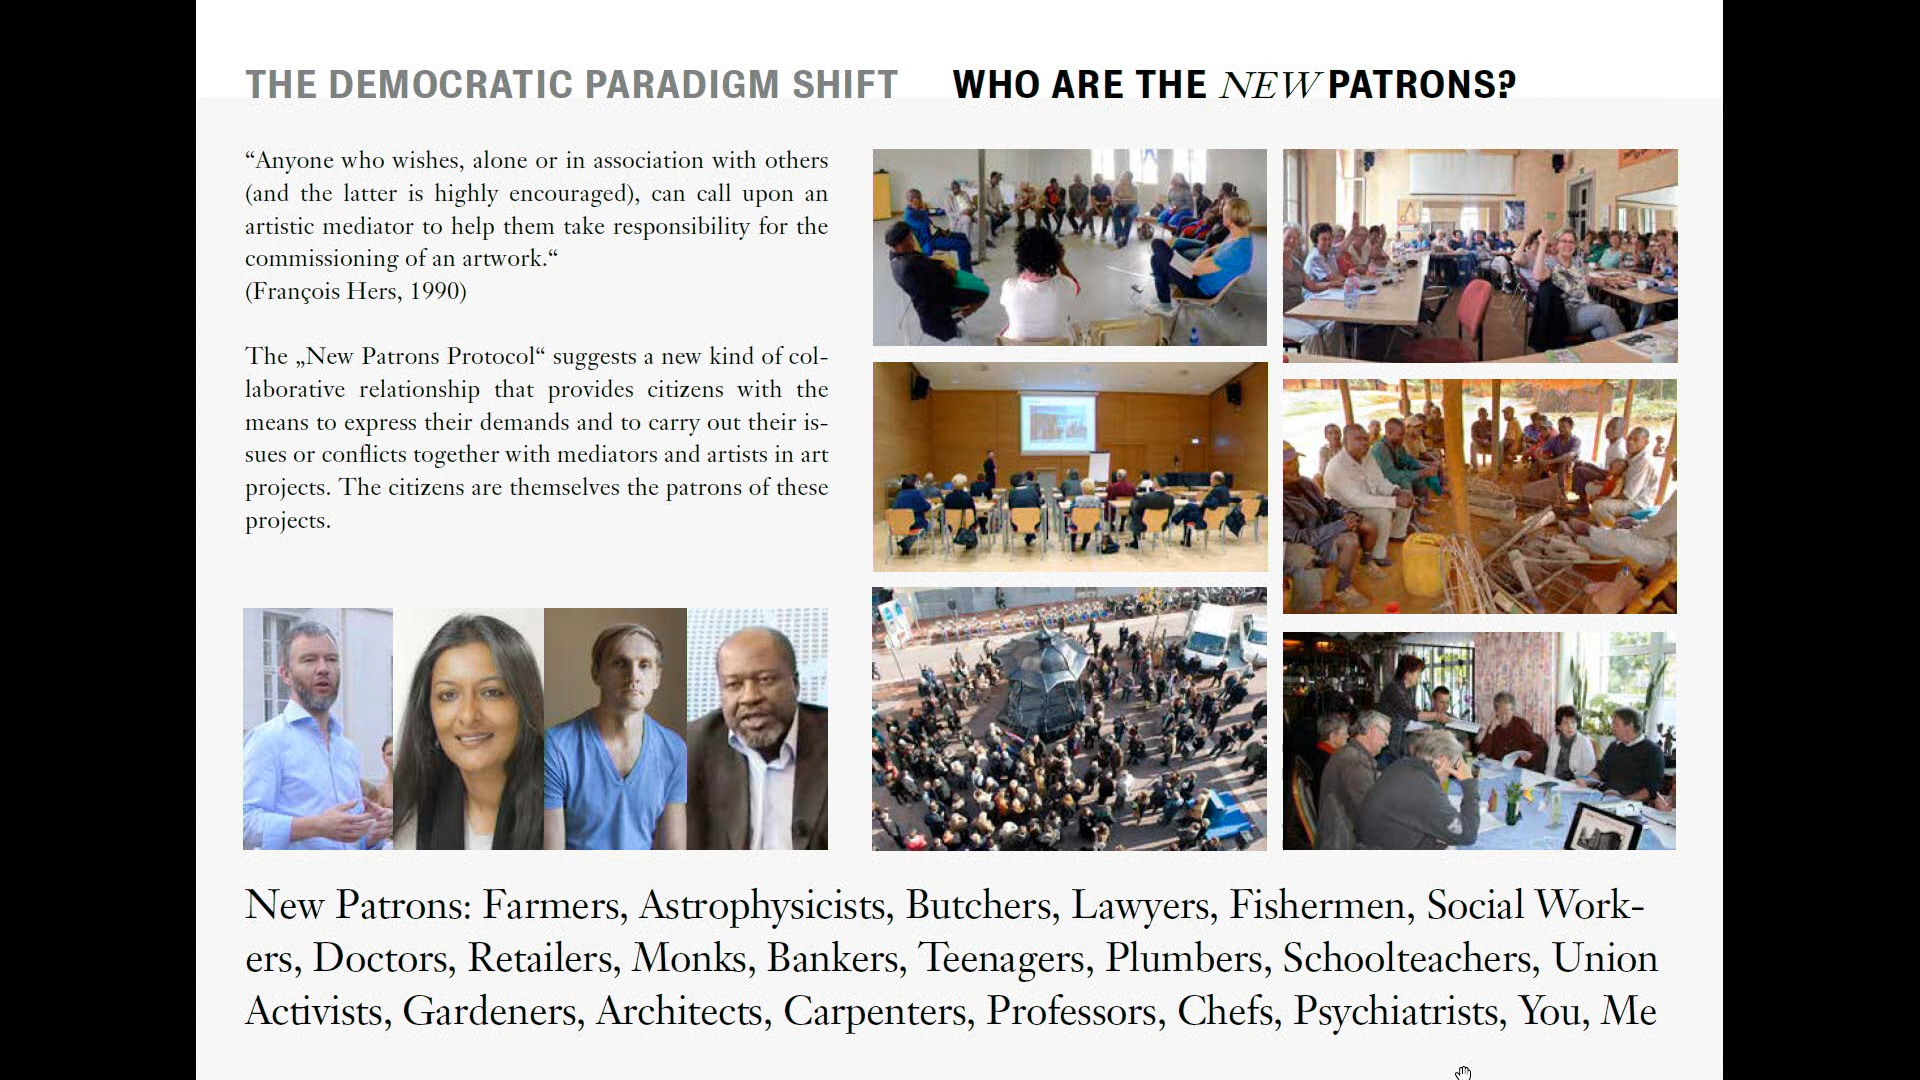 THE DEMOCRATIC PARADIGM SHIFT
WHO ARE THE NEW PATRONS?
“Anyone who wishes, alone or in association with others
(and the latter is highly encouraged), can call upon an
artistic mediator to help them take responsibility for the
commissioning of an artwork.“
(François Hers, 1990)
The „New Patrons Protocol“ suggests a new kind of col-
laborative relationship that provides citizens with the
means to express their demands and to carry out their is-
sues or conflicts together with mediators and artists in art
projects. The citizens are themselves the patrons of these
projects.
New Patrons: Farmers, Astrophysicists, Butchers, Lawyers, Fishermen, Social Work-
ers, Doctors, Retailers, Monks, Bankers, Teenagers, Plumbers, Schoolteachers, Union
Activists, Gardeners, Architects, Carpenters, Professors, Chefs, Psychiatrists, You, Me